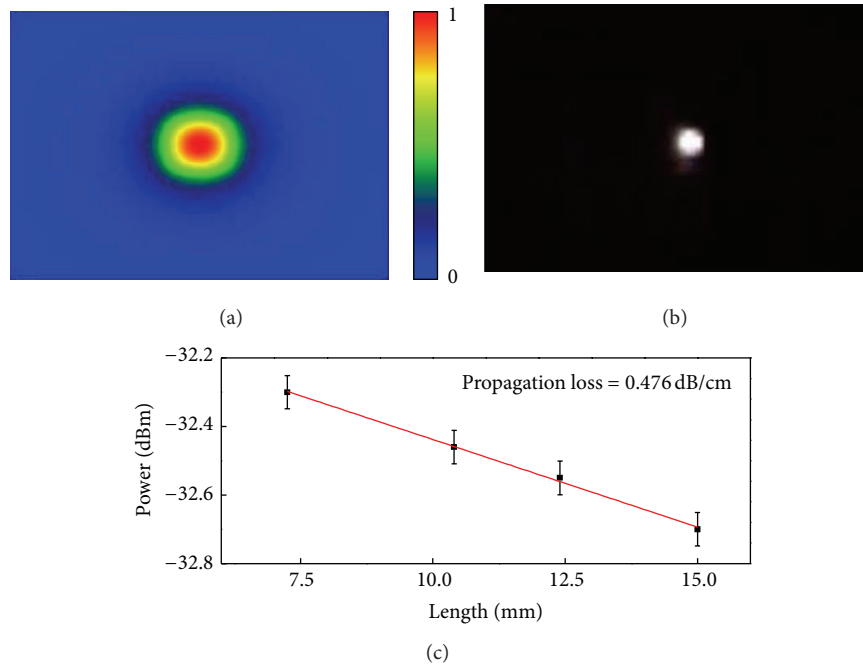 1
0
(a)
(b)
Propagation loss = 0.476 dB/cm
Power (dBm)
−32.2
−32.4
−32.6
−32.8
7.5
10.0
12.5
15.0
Length (mm)
(c)